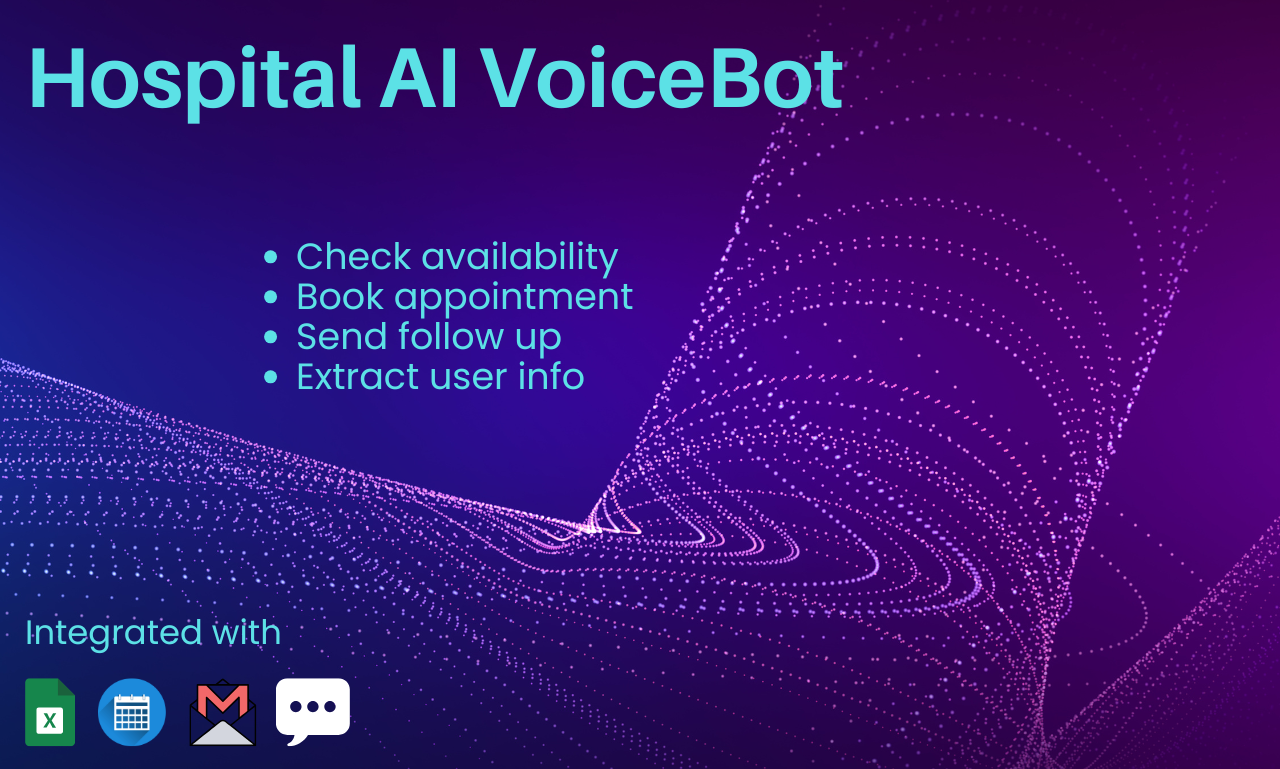 Hospital AI VoiceBot
• Check availability
• Book appointment
• Send follow up
• Extract user info
Integrated with
X